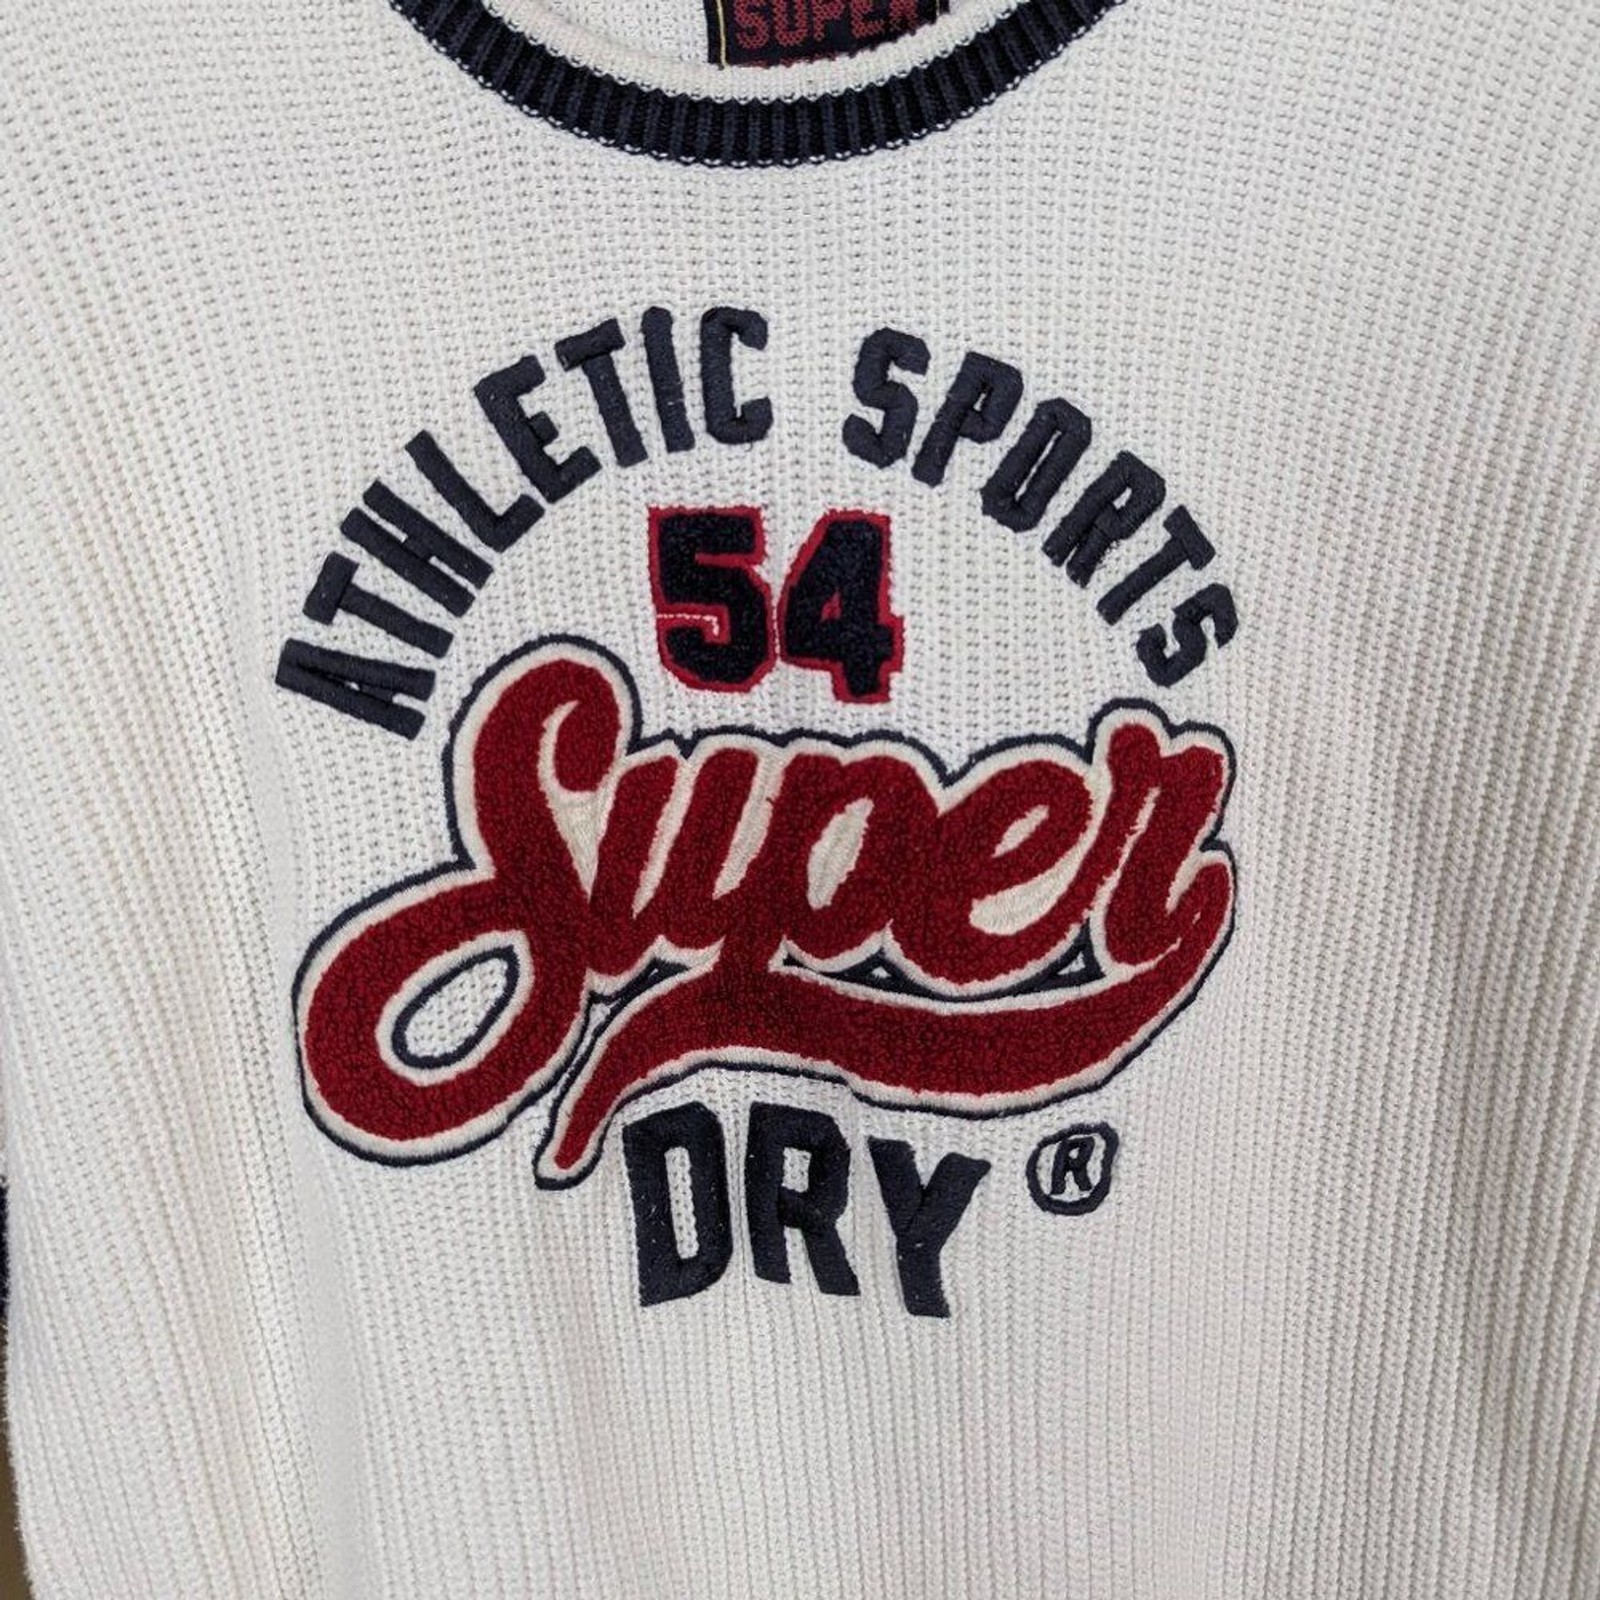 SUPER
ATHLETIC SPORTS
54
Super
DRY ®